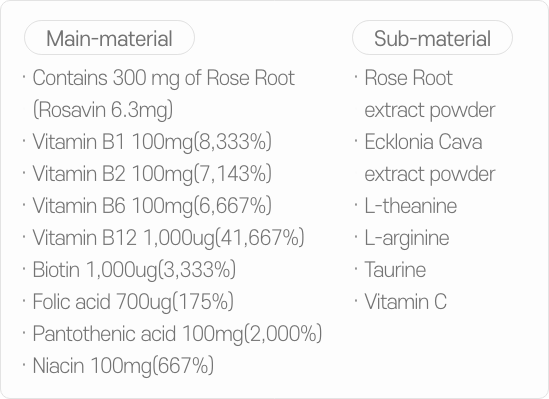 Main-material
· Contains 300 mg of Rose Root
(Rosavin 6.3mg)
· Vitamin B1 100mg(8,333%)
· Vitamin B2 100mg(7,143%)
· Vitamin B6 100mg(6,667%)
· Vitamin B12 1,000ug(41,667%)
· Biotin 1,000ug(3,333%)
· Folic acid 700ug(175%)
· Pantothenic acid 100mg(2,000%)
· Niacin 100mg(667%)
Sub-material
· Rose Root
extract powder
· Ecklonia Cava
extract powder
· L-theanine
· L-arginine
· Taurine
· Vitamin C